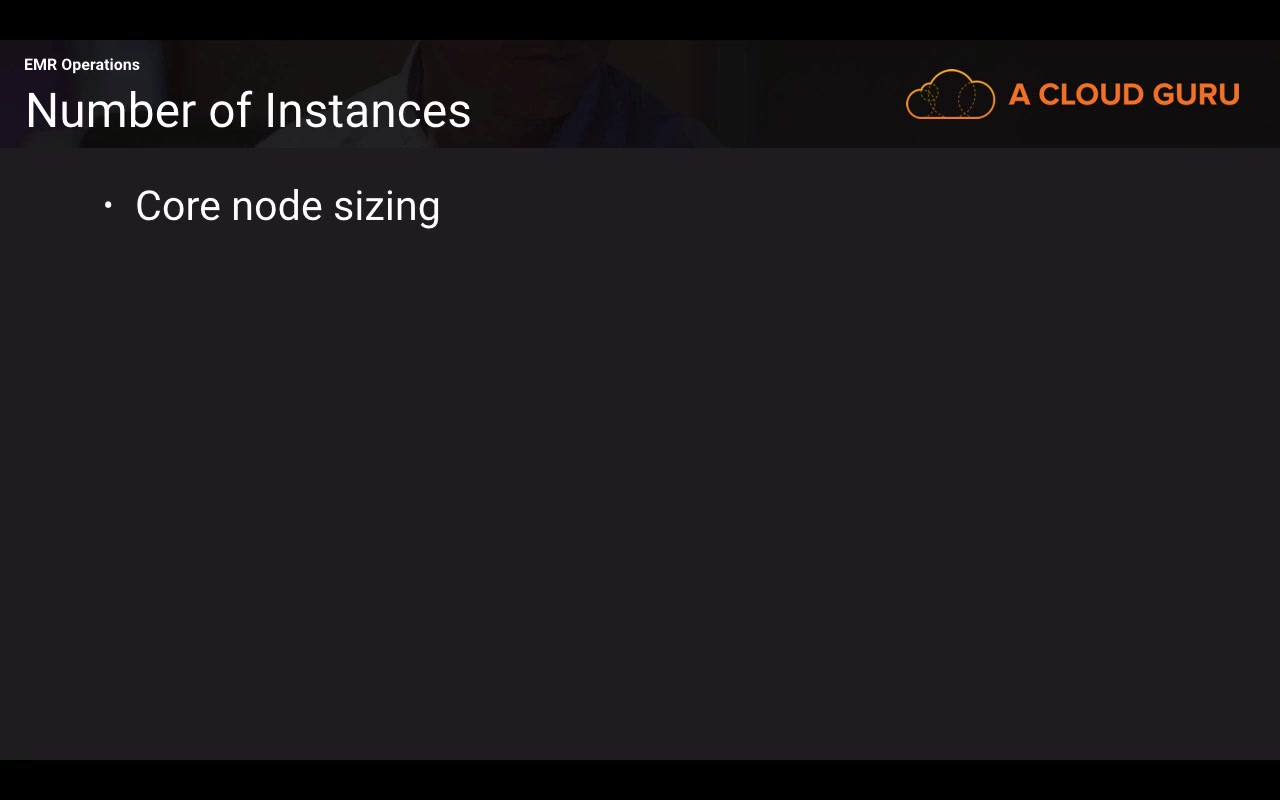 EMR Operations
Number of Instances
A CLOUD GURU
• Core node sizing